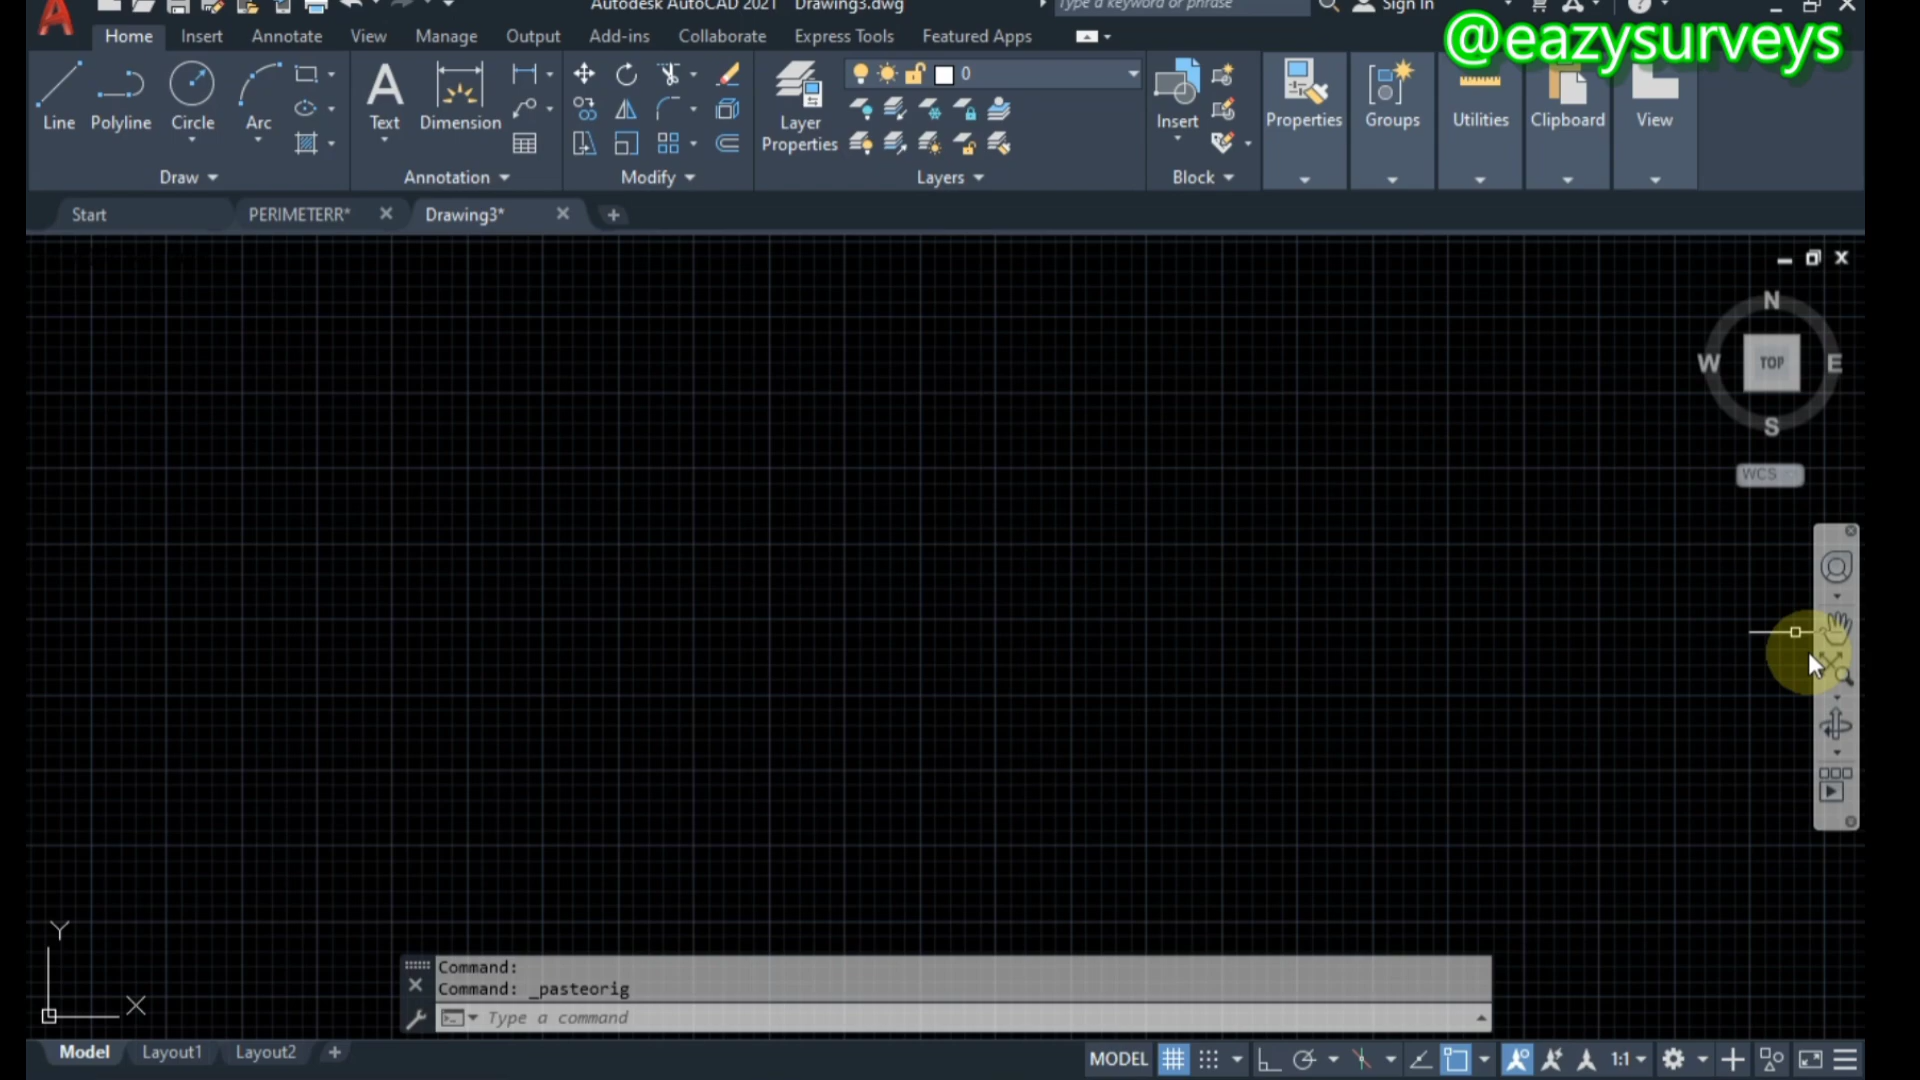 Autodesk AutoCAD 2021 Drawing3.dwg
Type a keyword or phrase
Sign In
@eazysurveys
Home Insert Annotate View Manage Output Add-ins Collaborate Express Tools Featured Apps
0
Line Polyline Circle Arc Text Dimension Layer Properties Insert Properties Groups Utilities Clipboard View
Draw Annotation Modify Layers Block
Start PERIMETERR* Drawing3*
N
W TOP E
S
WCS
Y
X
Command:
Command: _pasteorig
Type a command
Model Layout1 Layout2
MODEL 1:1